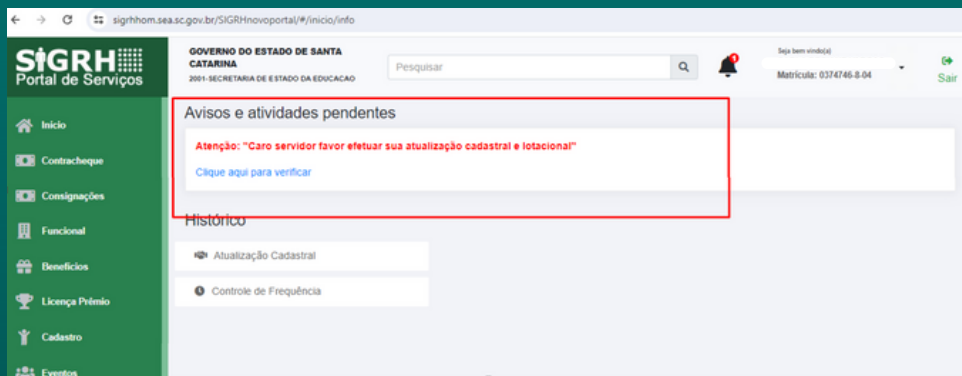 sigrhhom.sea.sc.gov.br/SIGRHnovoportal/#/inicio/info
SIGRH
Portal de Serviços
GOVERNO DO ESTADO DE SANTA
CATARINA
2001-SECRETARIA DE ESTADO DA EDUCACAO
Pesquisar
1
Seja bem vindo(a)
Matrícula: 0374746-8-04
Sair
Início
Contracheque
Consignações
Funcional
Benefícios
Licença Prêmio
Cadastro
Eventos
Avisos e atividades pendentes
Atenção: "Caro servidor favor efetuar sua atualização cadastral e lotacional"
Clique aqui para verificar
Histórico
Atualização Cadastral
Controle de Frequência